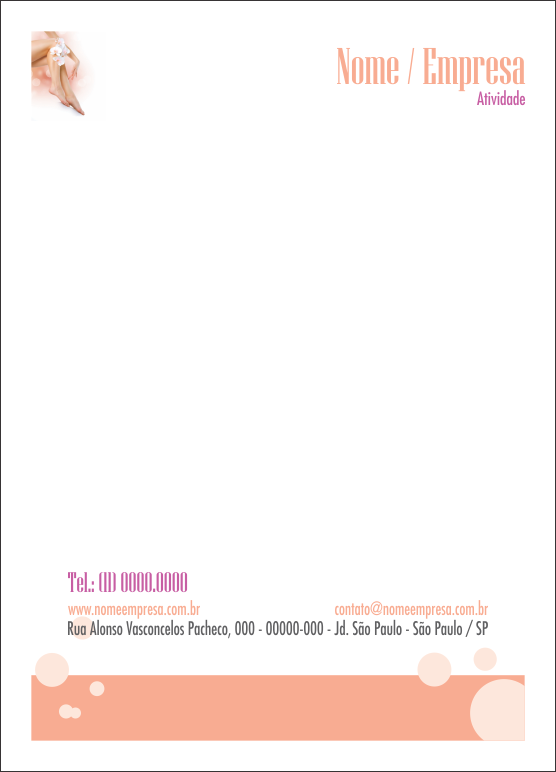 Nome / Empresa
Atividade
Tel.: (11) 0000.0000
www.nomeempresa.com.br contato@nomeempresa.com.br
Rua Alonso Vasconcelos Pacheco, 000 - 00000-000 - Jd. São Paulo - São Paulo / SP